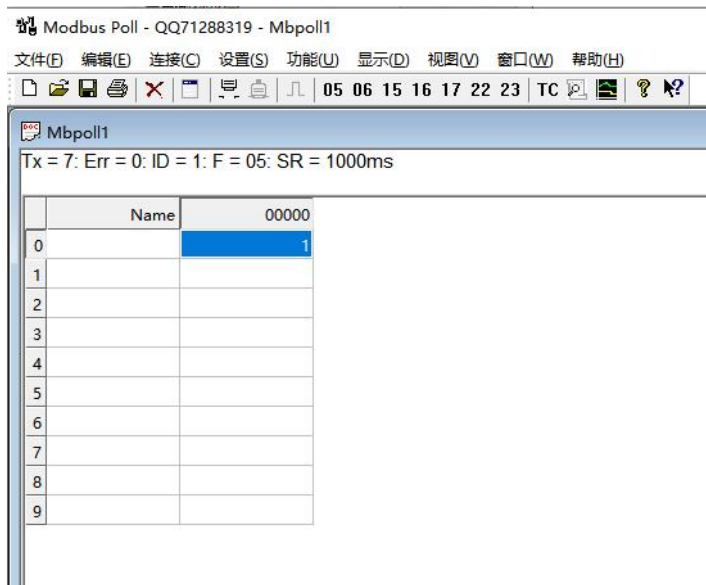 Modbus Poll - QQ71288319 - Mbpoll1
文件(F) 编辑(E) 连接(C) 设置(S) 功能(U) 显示(D) 视图(V) 窗口(W) 帮助(H)
05 06 15 16 17 22 23 TC
Mbpoll1
Tx = 7: Err = 0: ID = 1: F = 05: SR = 1000ms
Name 00000
0 1
1
2
3
4
5
6
7
8
9